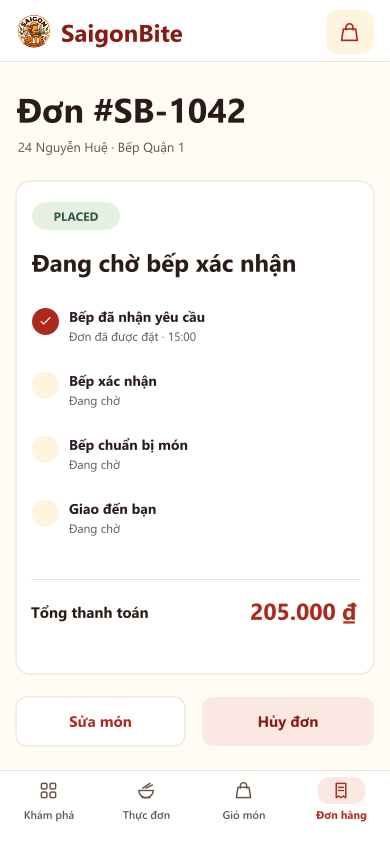 SAIGON
SaigonBite
Đơn #SB-1042
24 Nguyễn Huệ · Bếp Quận 1
PLACED
Đang chờ bếp xác nhận
Bếp đã nhận yêu cầu
Đơn đã được đặt · 15:00
Bếp xác nhận
Đang chờ
Bếp chuẩn bị món
Đang chờ
Giao đến bạn
Đang chờ
Tổng thanh toán
205.000 ₫
Sửa món
Hủy đơn
Khám phá
Thực đơn
Giỏ món
Đơn hàng